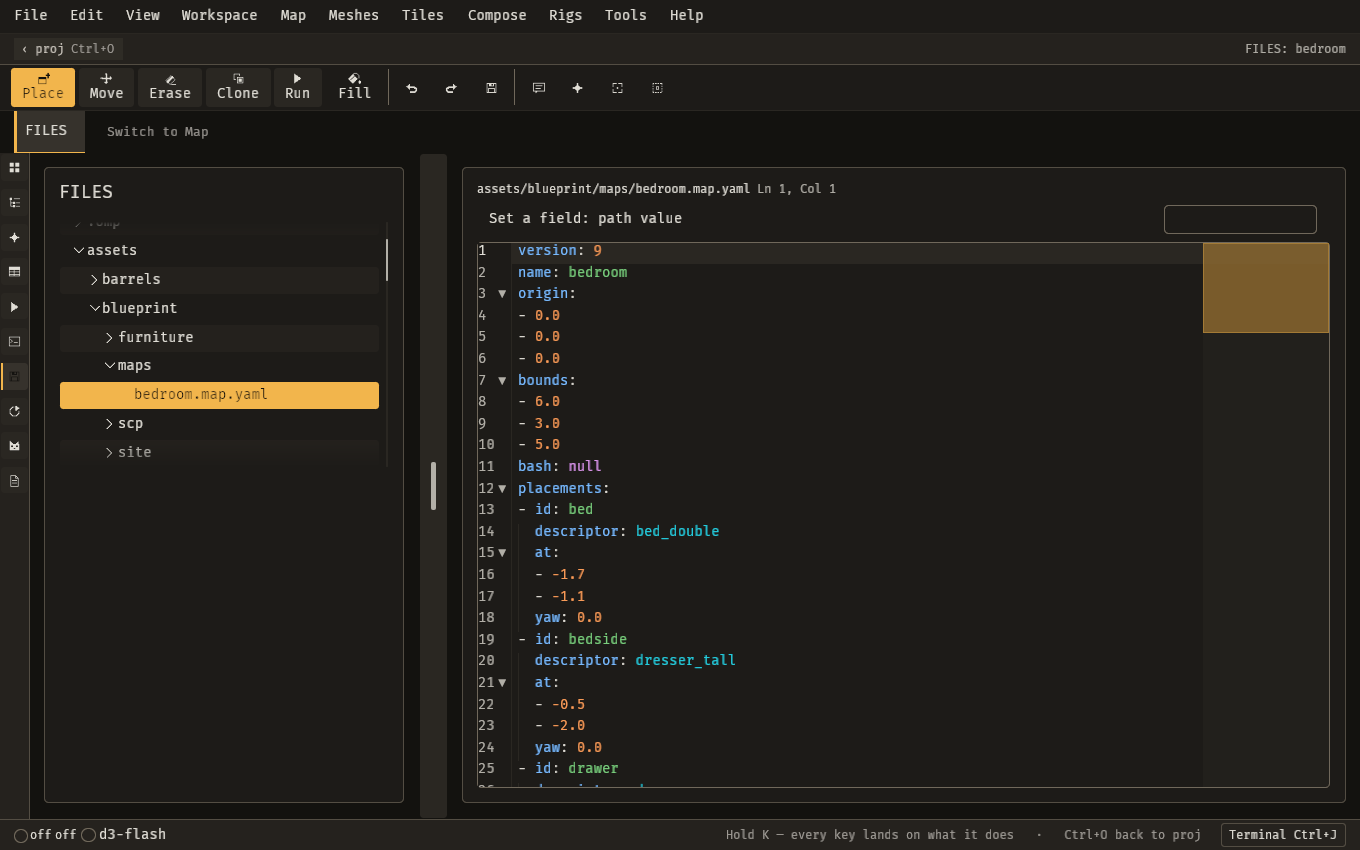 File Edit View Workspace Map Meshes Tiles Compose Rigs Tools Help
‹ proj Ctrl+O
FILES: bedroom
Place Move Erase Clone Run Fill
FILES Switch to Map
FILES
assets
barrels
blueprint
furniture
maps
bedroom.map.yaml
scp
site
assets/blueprint/maps/bedroom.map.yaml Ln 1, Col 1
Set a field: path value
1 version: 9
2 name: bedroom
3 ▼ origin:
4 - 0.0
5 - 0.0
6 - 0.0
7 ▼ bounds:
8 - 6.0
9 - 3.0
10 - 5.0
11 bash: null
12 ▼ placements:
13 - id: bed
14 descriptor: bed_double
15 ▼ at:
16 - -1.7
17 - -1.1
18 yaw: 0.0
19 - id: bedside
20 descriptor: dresser_tall
21 ▼ at:
22 - -0.5
23 - -2.0
24 yaw: 0.0
25 - id: drawer
off off d3-flash
Hold K — every key lands on what it does · Ctrl+O back to proj Terminal Ctrl+J